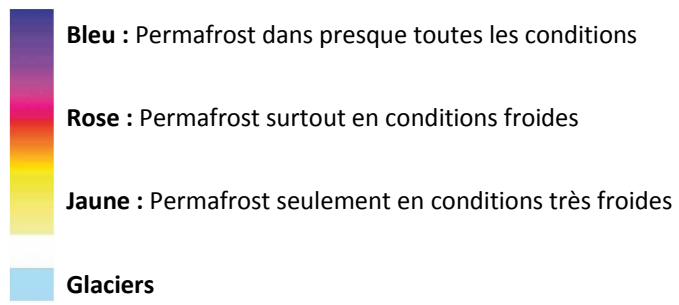 Bleu : Permafrost dans presque toutes les conditions
Rose : Permafrost surtout en conditions froides
Jaune : Permafrost seulement en conditions très froides
Glaciers